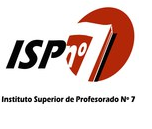 ISP nº 7
Instituto Superior de Profesorado Nº 7